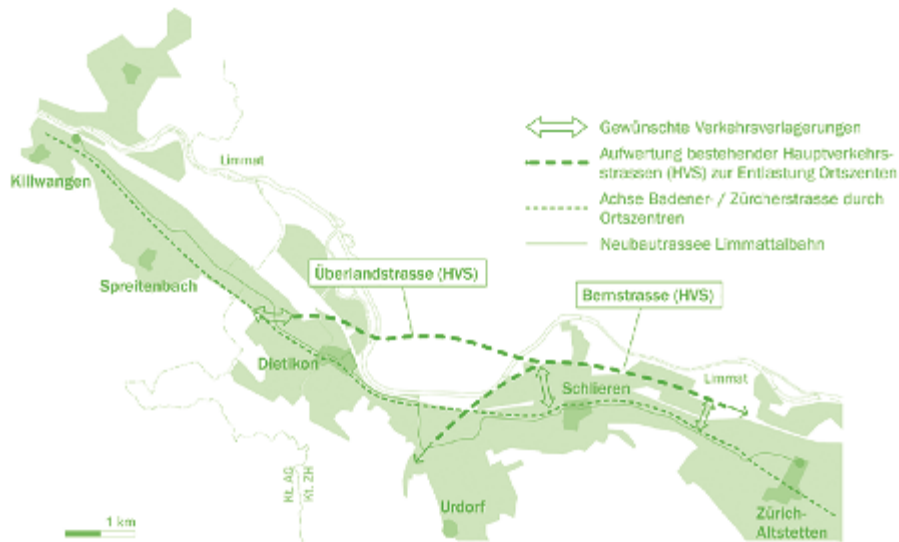 Gewünschte Verkehrsverlagerungen
Aufwertung bestehender Hauptverkehrs-
strassen (HVS) zur Entlastung Ortszenten
Achse Badener- / Zürcherstrasse durch
Ortszentren
Neubautrassee Limmattalbahn
Limmat
Killwangen
Spreitenbach
Überlandstrasse (HVS)
Bernstrasse (HVS)
Dietikon
Schlieren
Limmat
Kt. AG
Kt. ZH
Urdorf
Zürich-
Altstetten
1 km